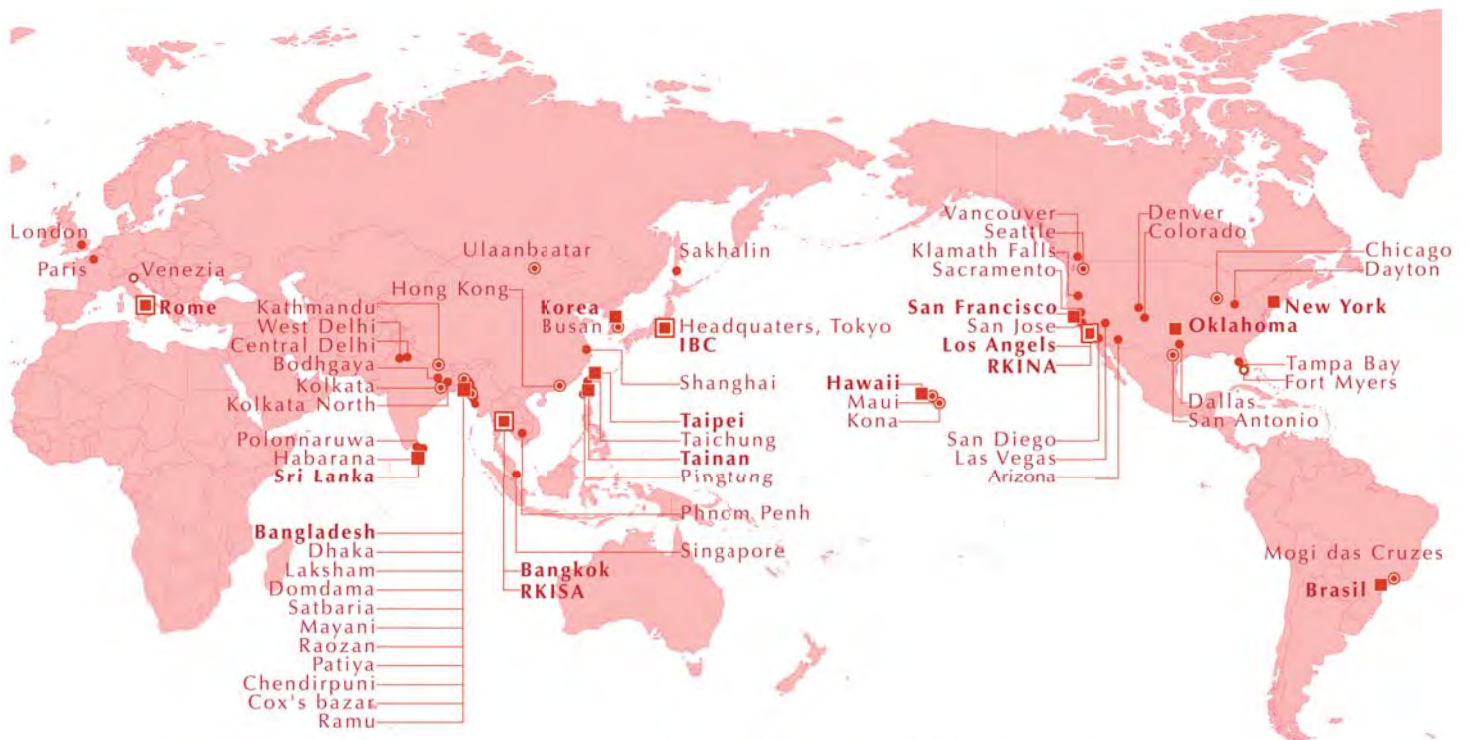 London
Paris
Venezia
Rome
Ulaanbaatar
Sakhalin
Hong Kong
Korea
Busan
Headquaters, Tokyo
IBC
Kathmandu
West Delhi
Central Delhi
Bodhgaya
Kolkata
Kolkata North
Shanghai
Taipei
Taichung
Tainan
Pingtung
Polonnaruwa
Habarana
Sri Lanka
Phnom Penh
Singapore
Bangkok
RKISA
Bangladesh
Dhaka
Laksham
Domdama
Satbaria
Mayani
Raozan
Patiya
Chendirpuni
Cox's bazar
Ramu
Vancouver
Seattle
Klamath Falls
Sacramento
San Francisco
San Jose
Los Angels
RKINA
Hawaii
Maui
Kona
San Diego
Las Vegas
Arizona
Denver
Colorado
Chicago
Dayton
New York
Oklahoma
Tampa Bay
Fort Myers
Dallas
San Antonio
Mogi das Cruzes
Brasil